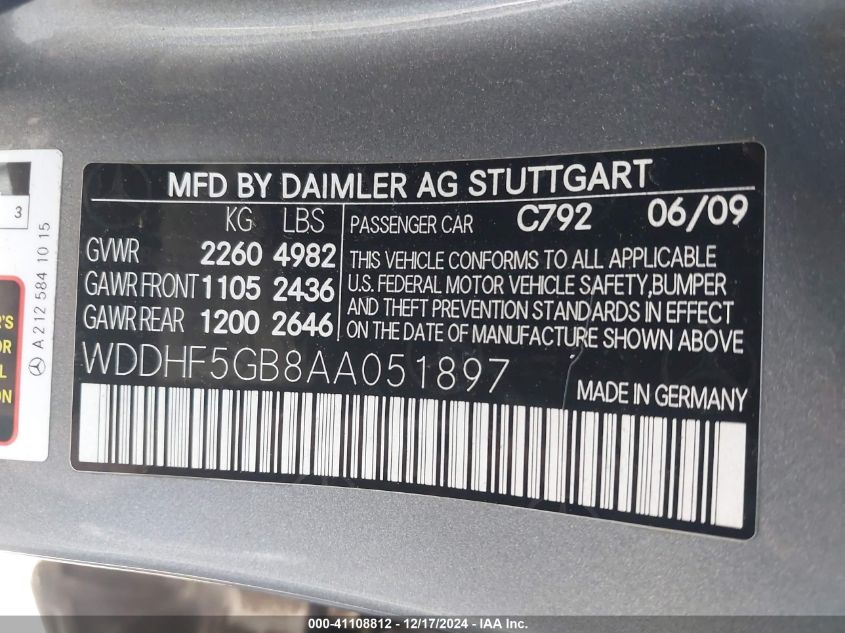 MFD BY DAIMLER AG STUTTGART
KG LBS
GVWR 2260 4982
GAWR FRONT 1105 2436
GAWR REAR 1200 2646
PASSENGER CAR C792 06/09
THIS VEHICLE CONFORMS TO ALL APPLICABLE
U.S. FEDERAL MOTOR VEHICLE SAFETY,BUMPER
AND THEFT PREVENTION STANDARDS IN EFFECT
ON THE DATE OF MANUFACTURE SHOWN ABOVE
WDDHF5GB8AA051897
MADE IN GERMANY
3
A 212 584 10 15
000-41108812 - 12/17/2024 - IAA Inc.